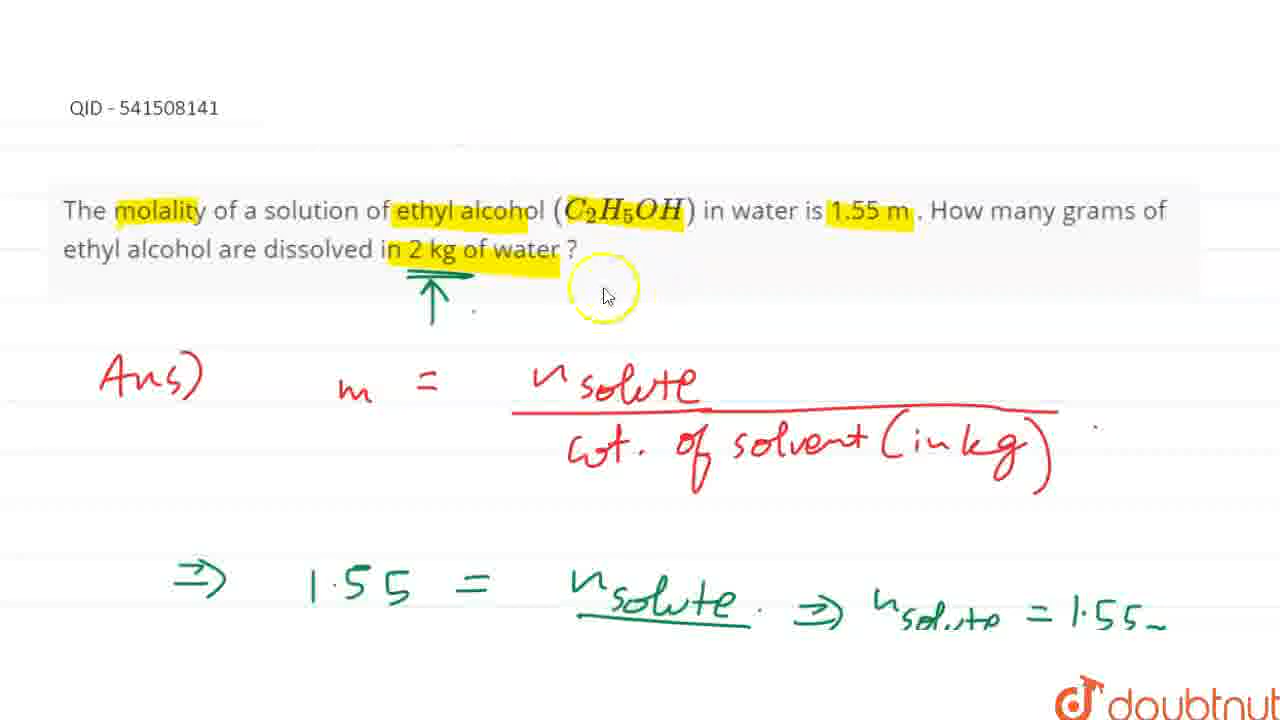 QID - 541508141
The molality of a solution of ethyl alcohol (C₂H₅OH) in water is 1.55 m . How many grams of
ethyl alcohol are dissolved in 2 kg of water ?
Ans) m = n solute
wt. of solvent (in kg)
⇒ 1.55 = n solute ⇒ n solute = 1.55
doubtnut